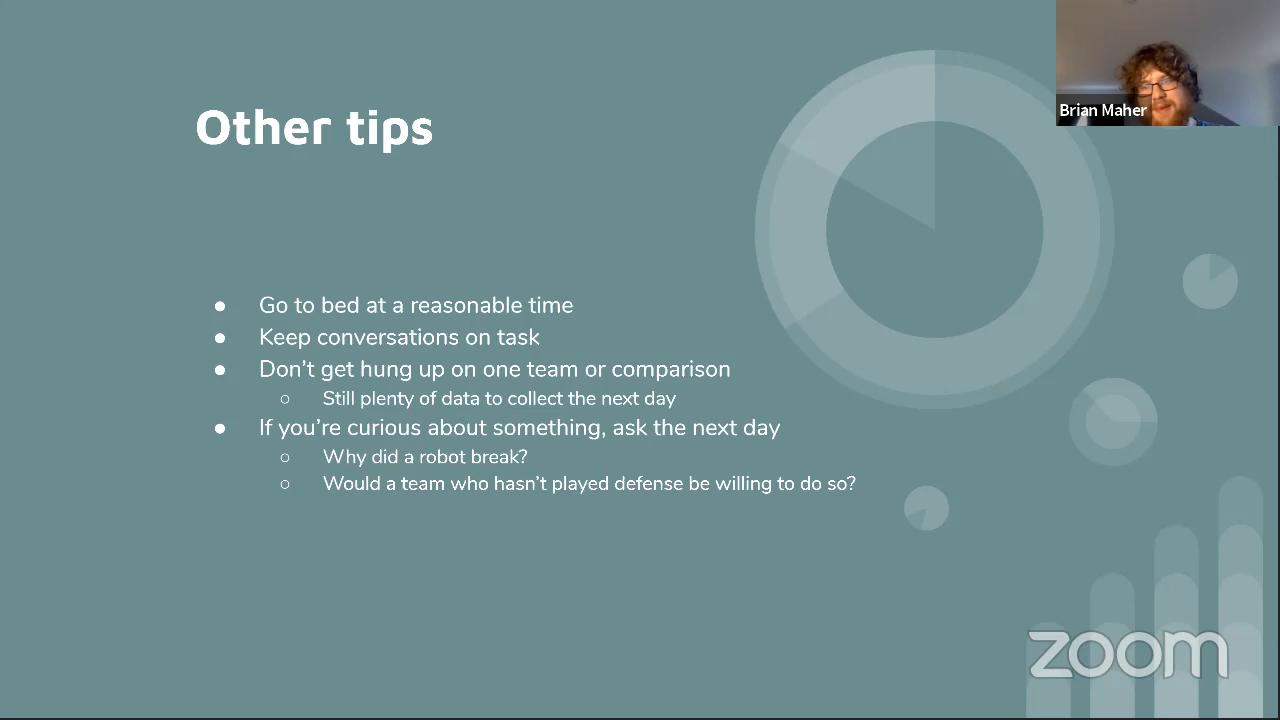 Other tips
● Go to bed at a reasonable time
● Keep conversations on task
● Don't get hung up on one team or comparison
○ Still plenty of data to collect the next day
● If you're curious about something, ask the next day
○ Why did a robot break?
○ Would a team who hasn't played defense be willing to do so?
Brian Maher
zoom